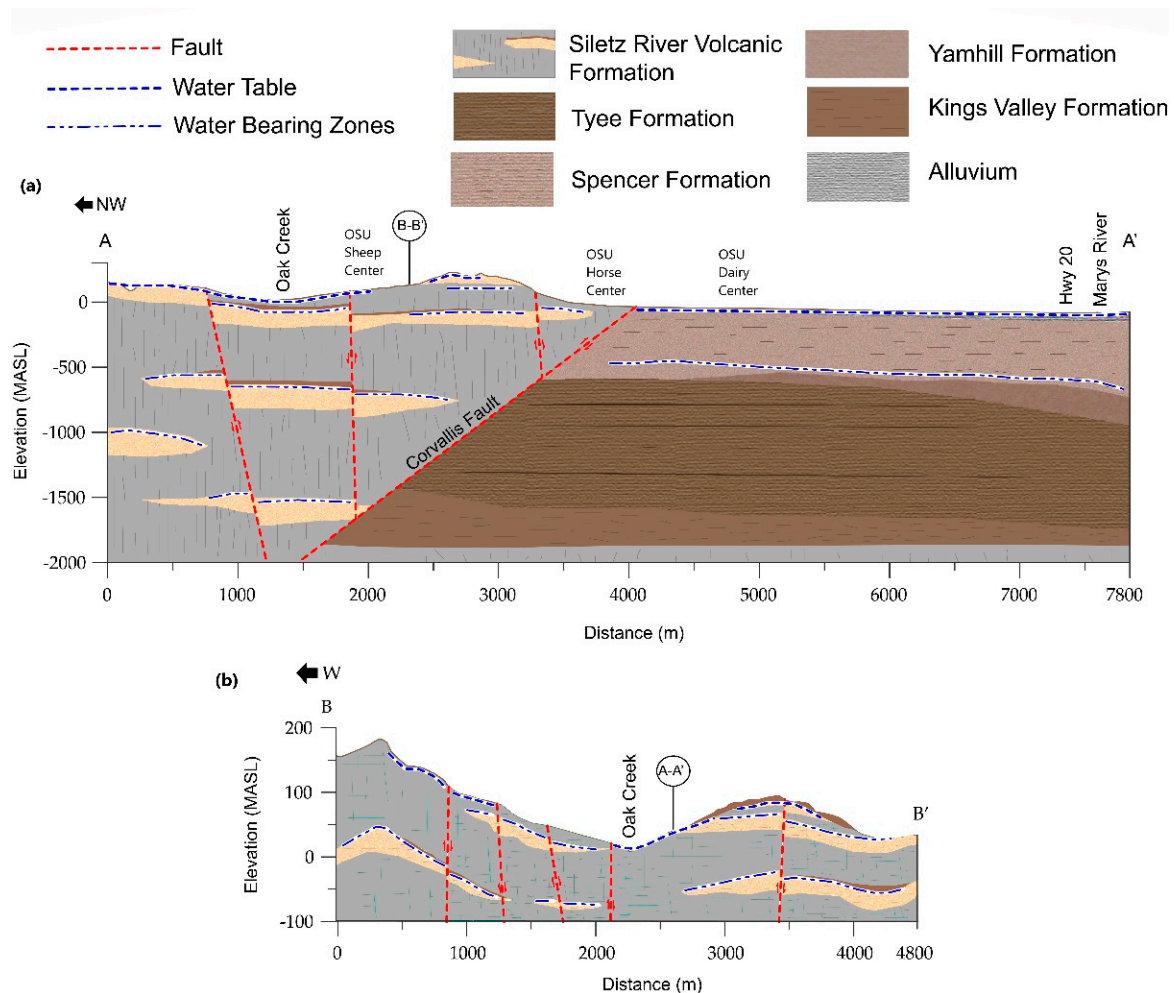 Fault
Water Table
Water Bearing Zones
Siletz River Volcanic
Formation
Tyee Formation
Spencer Formation
Yamhill Formation
Kings Valley Formation
Alluvium
(a)
NW
A
Oak Creek
OSU
Sheep
Center
B-B'
OSU
Horse
Center
OSU
Dairy
Center
Hwy 20
Marys River
A'
Elevation (MASL)
0
-500
-1000
-1500
-2000
Corvallis Fault
0
1000
2000
3000
4000
5000
6000
7000
7800
Distance (m)
(b)
W
B
Oak Creek
A-A'
B'
Elevation (MASL)
200
100
0
-100
0
1000
2000
3000
4000
4800
Distance (m)